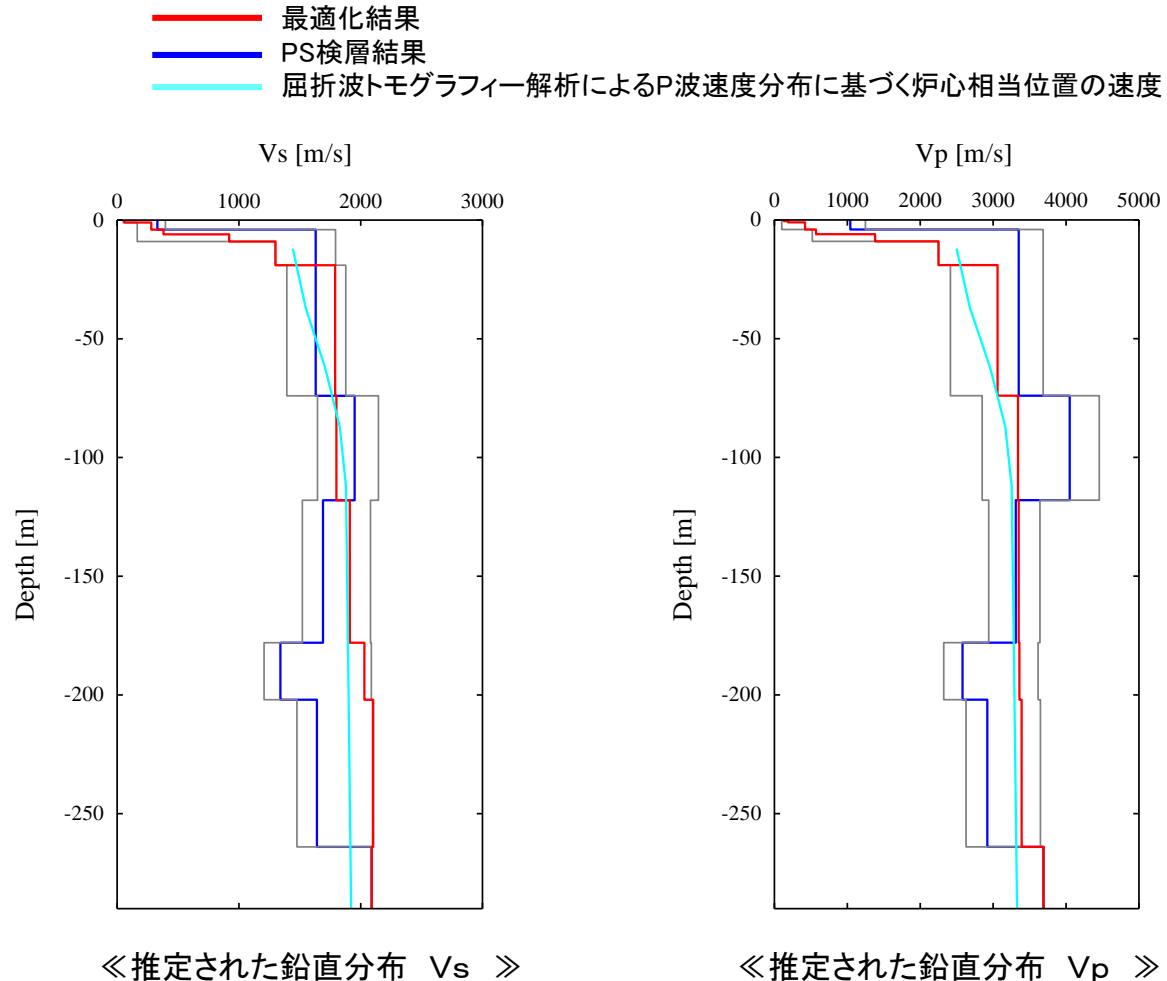 最適化結果
PS検層結果
屈折波トモグラフィー解析によるP波速度分布に基づく炉心相当位置の速度
Vs [m/s]
0 1000 2000 3000
0
-50
-100
-150
-200
-250
Depth [m]
≪推定された鉛直分布 Vs ≫
Vp [m/s]
0 1000 2000 3000 4000 5000
0
-50
-100
-150
-200
-250
Depth [m]
≪推定された鉛直分布 Vp ≫